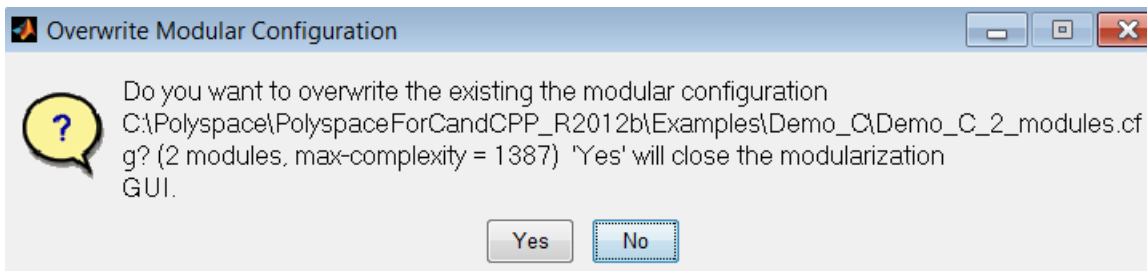 Overwrite Modular Configuration
Do you want to overwrite the existing the modular configuration
C:\Polyspace\PolyspaceForCandCPP_R2012b\Examples\Demo_C\Demo_C_2_modules.cf
g? (2 modules, max-complexity = 1387)  'Yes' will close the modularization
GUI.
Yes No